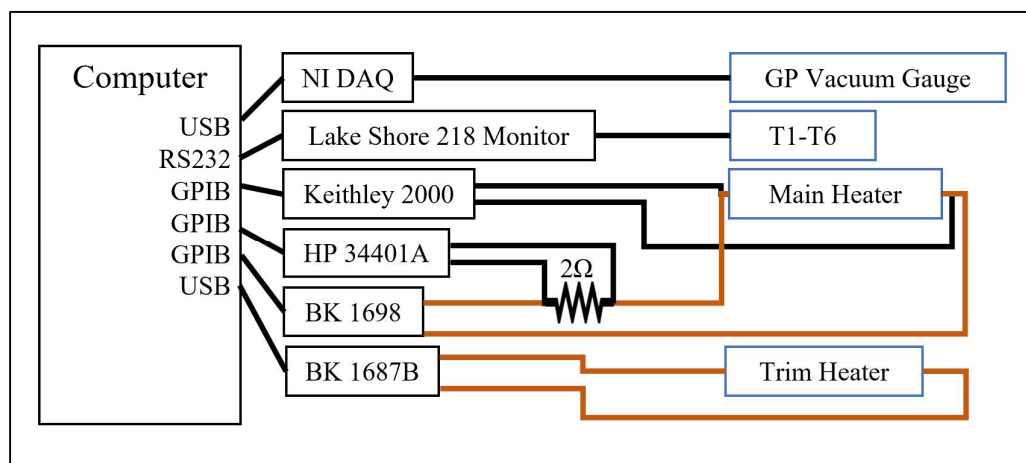 Computer
NI DAQ
GP Vacuum Gauge
USB
Lake Shore 218 Monitor
T1-T6
RS232
Keithley 2000
Main Heater
GPIB
GPIB
HP 34401A
2Ω
GPIB
BK 1698
USB
BK 1687B
Trim Heater